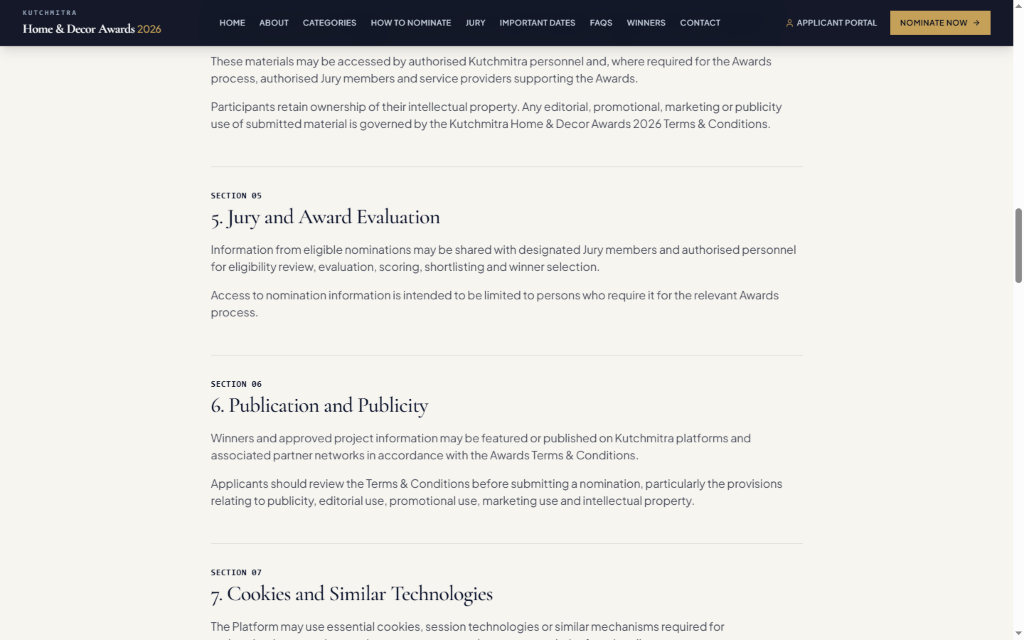 KUTCHMITRA
Home & Decor Awards 2026
HOME ABOUT CATEGORIES HOW TO NOMINATE JURY IMPORTANT DATES FAQS WINNERS CONTACT
APPLICANT PORTAL
NOMINATE NOW →
These materials may be accessed by authorised Kutchmitra personnel and, where required for the Awards
process, authorised Jury members and service providers supporting the Awards.
Participants retain ownership of their intellectual property. Any editorial, promotional, marketing or publicity
use of submitted material is governed by the Kutchmitra Home & Decor Awards 2026 Terms & Conditions.
SECTION 05
5. Jury and Award Evaluation
Information from eligible nominations may be shared with designated Jury members and authorised personnel
for eligibility review, evaluation, scoring, shortlisting and winner selection.
Access to nomination information is intended to be limited to persons who require it for the relevant Awards
process.
SECTION 06
6. Publication and Publicity
Winners and approved project information may be featured or published on Kutchmitra platforms and
associated partner networks in accordance with the Awards Terms & Conditions.
Applicants should review the Terms & Conditions before submitting a nomination, particularly the provisions
relating to publicity, editorial use, promotional use, marketing use and intellectual property.
SECTION 07
7. Cookies and Similar Technologies
The Platform may use essential cookies, session technologies or similar mechanisms required for